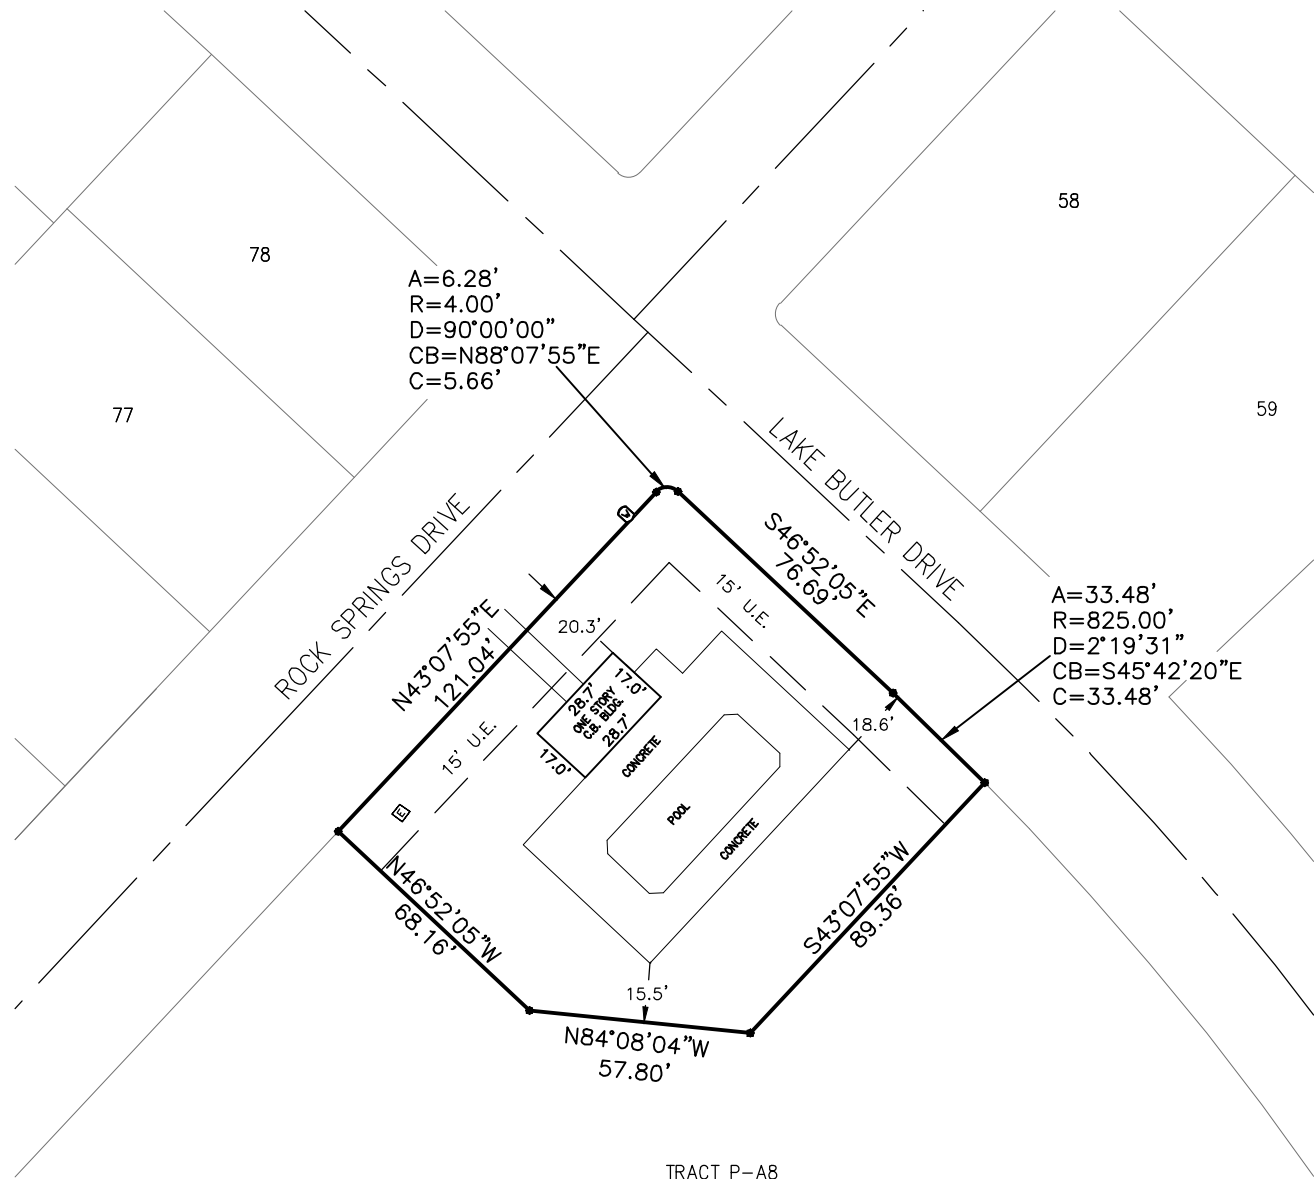 58
78
A=6.28'
R=4.00'
D=90°00'00"
CB=N88°07'55"E
C=5.66'
77
59
LAKE BUTLER DRIVE
ROCK SPRINGS DRIVE
S46°52'05"E
76.69'
15' U.E.
A=33.48'
R=825.00'
D=2°19'31"
CB=S45°42'20"E
C=33.48'
N43°07'55"E
121.04'
20.3'
17.0'
28.7'
ONE STORY
C.B. BLDG.
28.7'
17.0'
18.6'
15' U.E.
CONCRETE
POOL
CONCRETE
E
N46°52'05"W
68.16'
S43°07'55"W
89.36'
15.5'
N84°08'04"W
57.80'
TRACT P-A8